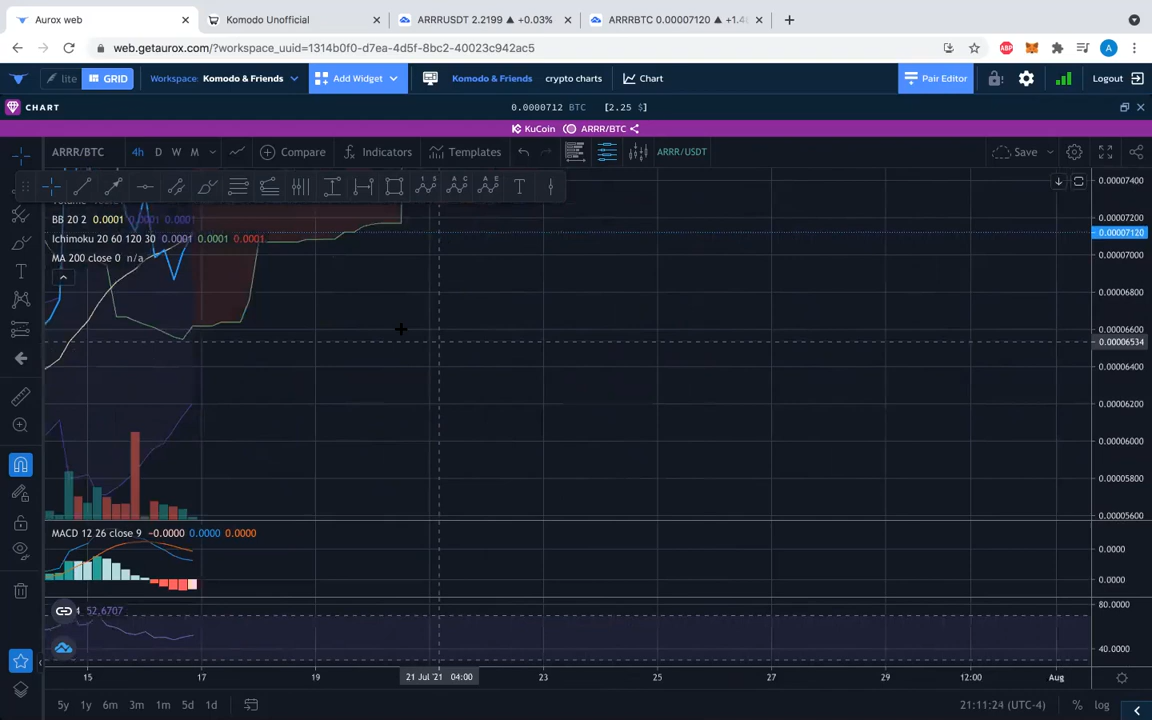 Aurox web
Komodo Unofficial
ARRRUSDT 2.2199 ▲ +0.03%
ARRRBTC 0.00007120 ▲ +1.4
web.getaurox.com/?workspace_uuid=1314b0f0-d7ea-4d5f-8bc2-40023c942ac5
ABP
A
lite
GRID
Workspace: Komodo & Friends
Add Widget
Komodo & Friends
crypto charts
Chart
Pair Editor
Logout
CHART
0.0000712 BTC [2.25 $]
KuCoin ARRR/BTC
ARRR/BTC 4h D W M
Compare
Indicators
Templates
ARRR/USDT
Save
0.00007400
BB 20 2 0.0001 0.0001 0.0001
0.00007200
0.00007120
Ichimoku 20 60 120 30 0.0001 0.0001 0.0001
MA 200 close 0 n/a
0.00007000
0.00006800
0.00006600
0.00006534
0.00006400
0.00006200
0.00006000
0.00005800
0.00005600
MACD 12 26 close 9 −0.0000 0.0000 0.0000
0.0000
0.0000
4 52.6707
80.0000
40.0000
15 17 19 21 Jul '21 04:00 23 25 27 29 12:00 Aug
5y 1y 6m 3m 1m 5d 1d
21:11:24 (UTC-4) % log